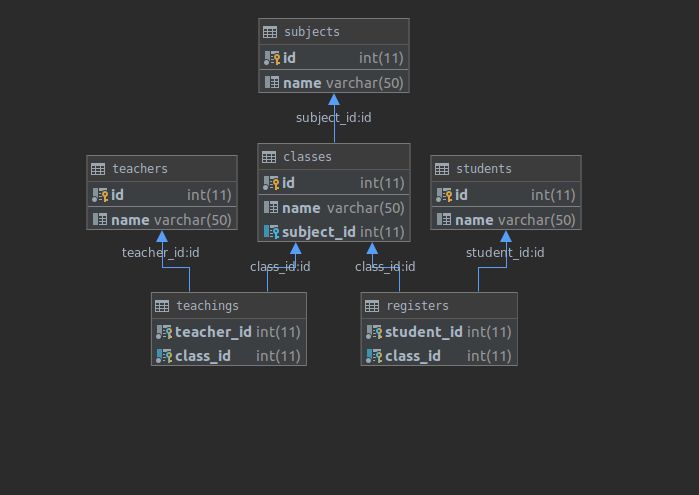 subjects
id int(11)
name varchar(50)
subject_id:id
classes
id int(11)
name varchar(50)
subject_id int(11)
teachers
id int(11)
name varchar(50)
students
id int(11)
name varchar(50)
teacher_id:id
class_id:id
class_id:id
student_id:id
teachings
teacher_id int(11)
class_id int(11)
registers
student_id int(11)
class_id int(11)